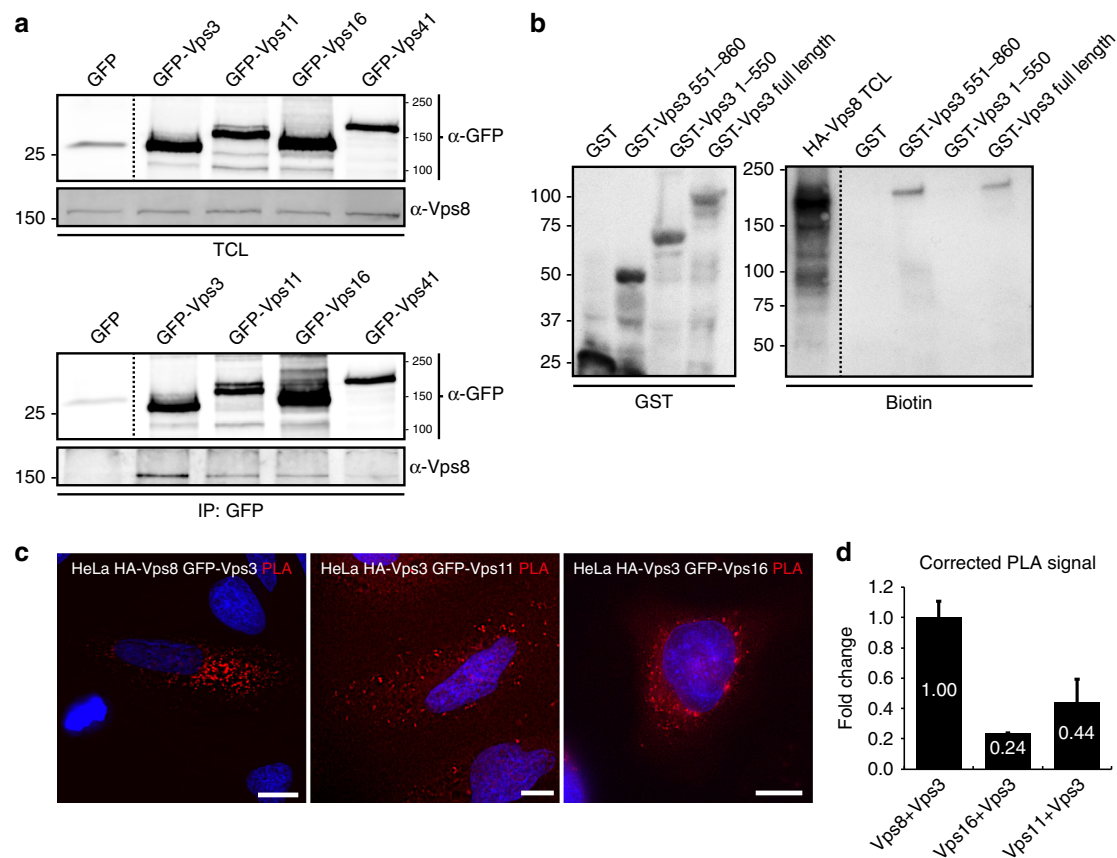 a
GFP
GFP-Vps3
GFP-Vps11
GFP-Vps16
GFP-Vps41
250
150
100
α-GFP
25
150
α-Vps8
TCL
GFP
GFP-Vps3
GFP-Vps11
GFP-Vps16
GFP-Vps41
250
150
100
α-GFP
25
150
α-Vps8
IP: GFP
b
GST
GST-Vps3 551–860
GST-Vps3 1–550
GST-Vps3 full length
100
75
50
37
25
GST
HA-Vps8 TCL
GST
GST-Vps3 551–860
GST-Vps3 1–550
GST-Vps3 full length
250
150
100
75
50
Biotin
c
HeLa HA-Vps8 GFP-Vps3 PLA
HeLa HA-Vps3 GFP-Vps11 PLA
HeLa HA-Vps3 GFP-Vps16 PLA
d
Corrected PLA signal
Fold change
1.2
1.0
0.8
0.6
0.4
0.2
0.0
1.00
0.24
0.44
Vps8+Vps3
Vps16+Vps3
Vps11+Vps3